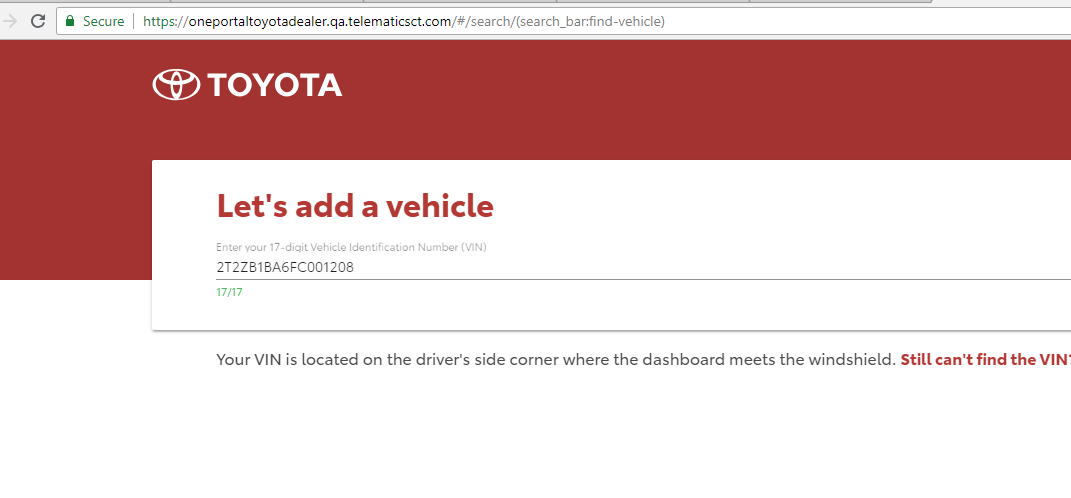 Secure https://oneportaltoyotadealer.qa.telematicsct.com/#/search/(search_bar:find-vehicle)
TOYOTA
Let's add a vehicle
Enter your 17-digit Vehicle Identification Number (VIN)
2T2ZB1BA6FC001208
17/17
Your VIN is located on the driver's side corner where the dashboard meets the windshield. Still can't find the VIN?